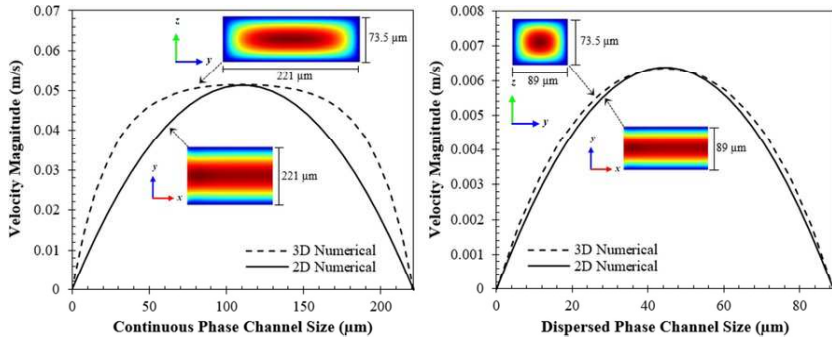 Velocity Magnitude (m/s)
0.07
0.06
0.05
0.04
0.03
0.02
0.01
0
z
y
73.5 µm
221 µm
y
x
221 µm
3D Numerical
2D Numerical
0
50
100
150
200
Continuous Phase Channel Size (µm)
Velocity Magnitude (m/s)
0.008
0.007
0.006
0.005
0.004
0.003
0.002
0.001
0.000
z
y
73.5 µm
89 µm
y
x
89 µm
3D Numerical
2D Numerical
0
20
40
60
80
Dispersed Phase Channel Size (µm)